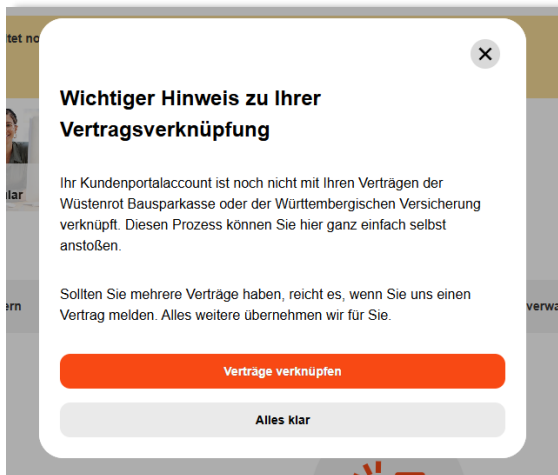 Wichtiger Hinweis zu Ihrer
Vertragsverknüpfung
Ihr Kundenportalaccount ist noch nicht mit Ihren Verträgen der
Wüstenrot Bausparkasse oder der Württembergischen Versicherung
verknüpft. Diesen Prozess können Sie hier ganz einfach selbst
anstoßen.
Sollten Sie mehrere Verträge haben, reicht es, wenn Sie uns einen
Vertrag melden. Alles weitere übernehmen wir für Sie.
Verträge verknüpfen
Alles klar